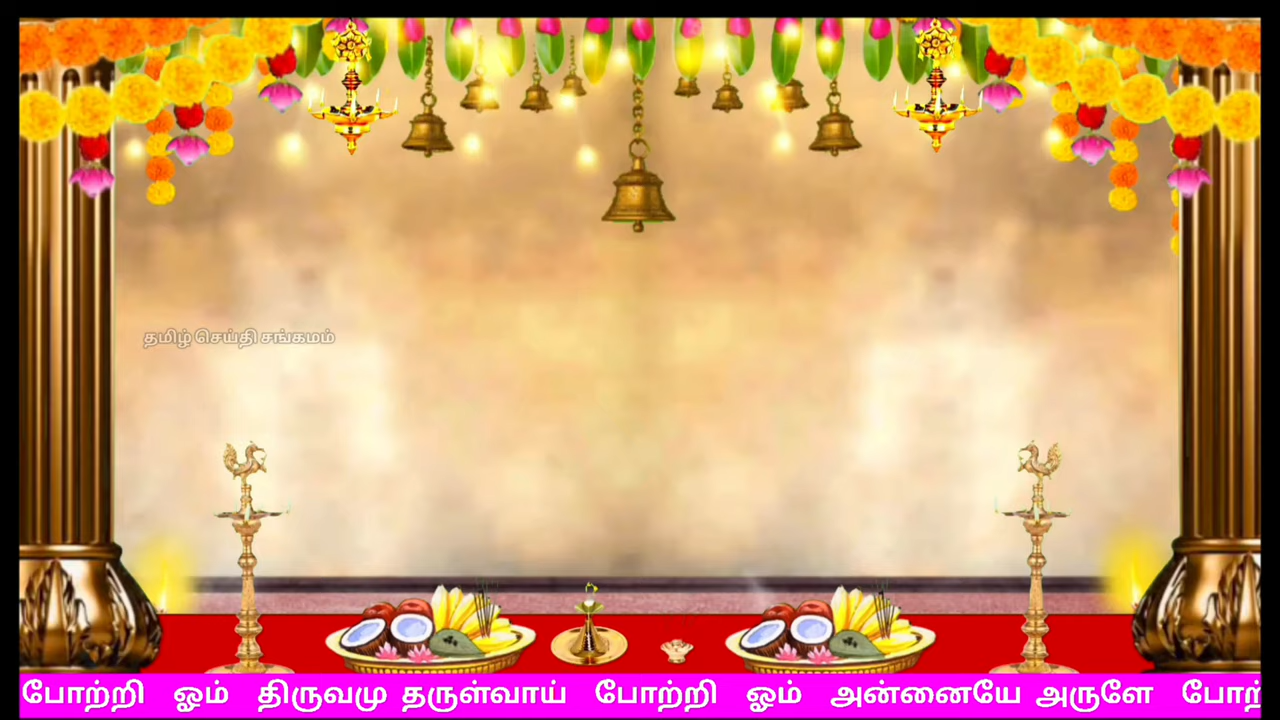 தமிழ் செய்தி சங்கமம்
போற்றி ஓம் திருவமு தருள்வாய் போற்றி ஓம் அன்னையே அருளே